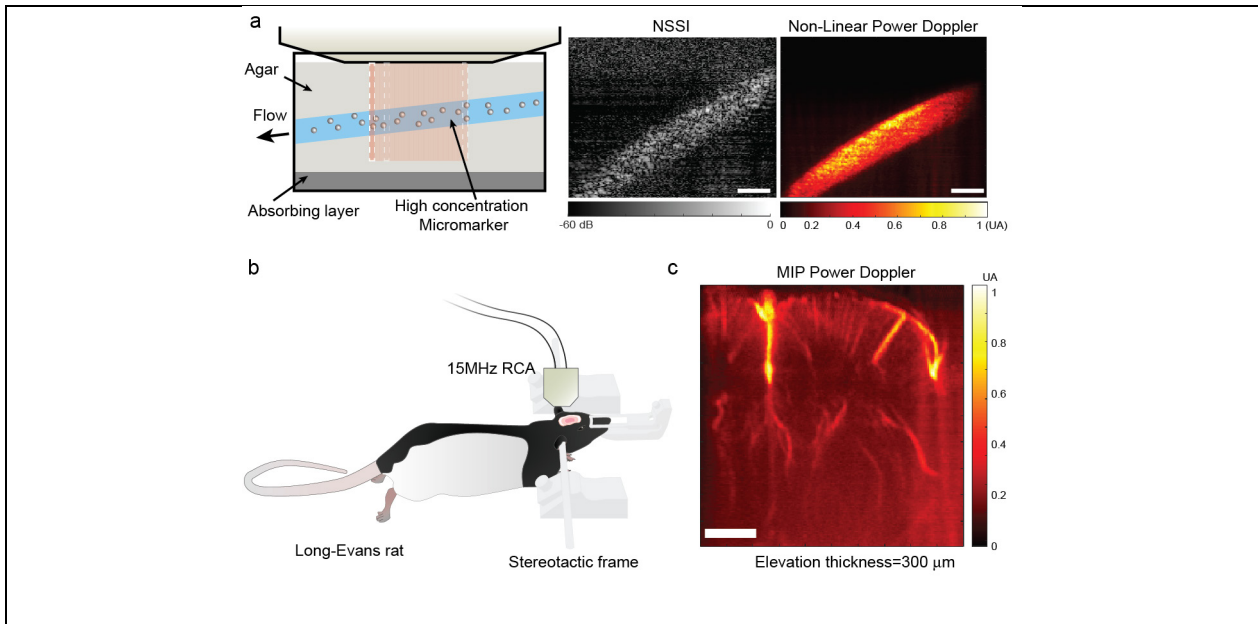 a
Agar
Flow
Absorbing layer
High concentration
Micromarker
NSSI
-60 dB
0
Non-Linear Power Doppler
0 0.2 0.4 0.6 0.8 1 (UA)
b
15MHz RCA
Long-Evans rat
Stereotactic frame
c
MIP Power Doppler
UA
1
0.8
0.6
0.4
0.2
0
Elevation thickness=300 µm